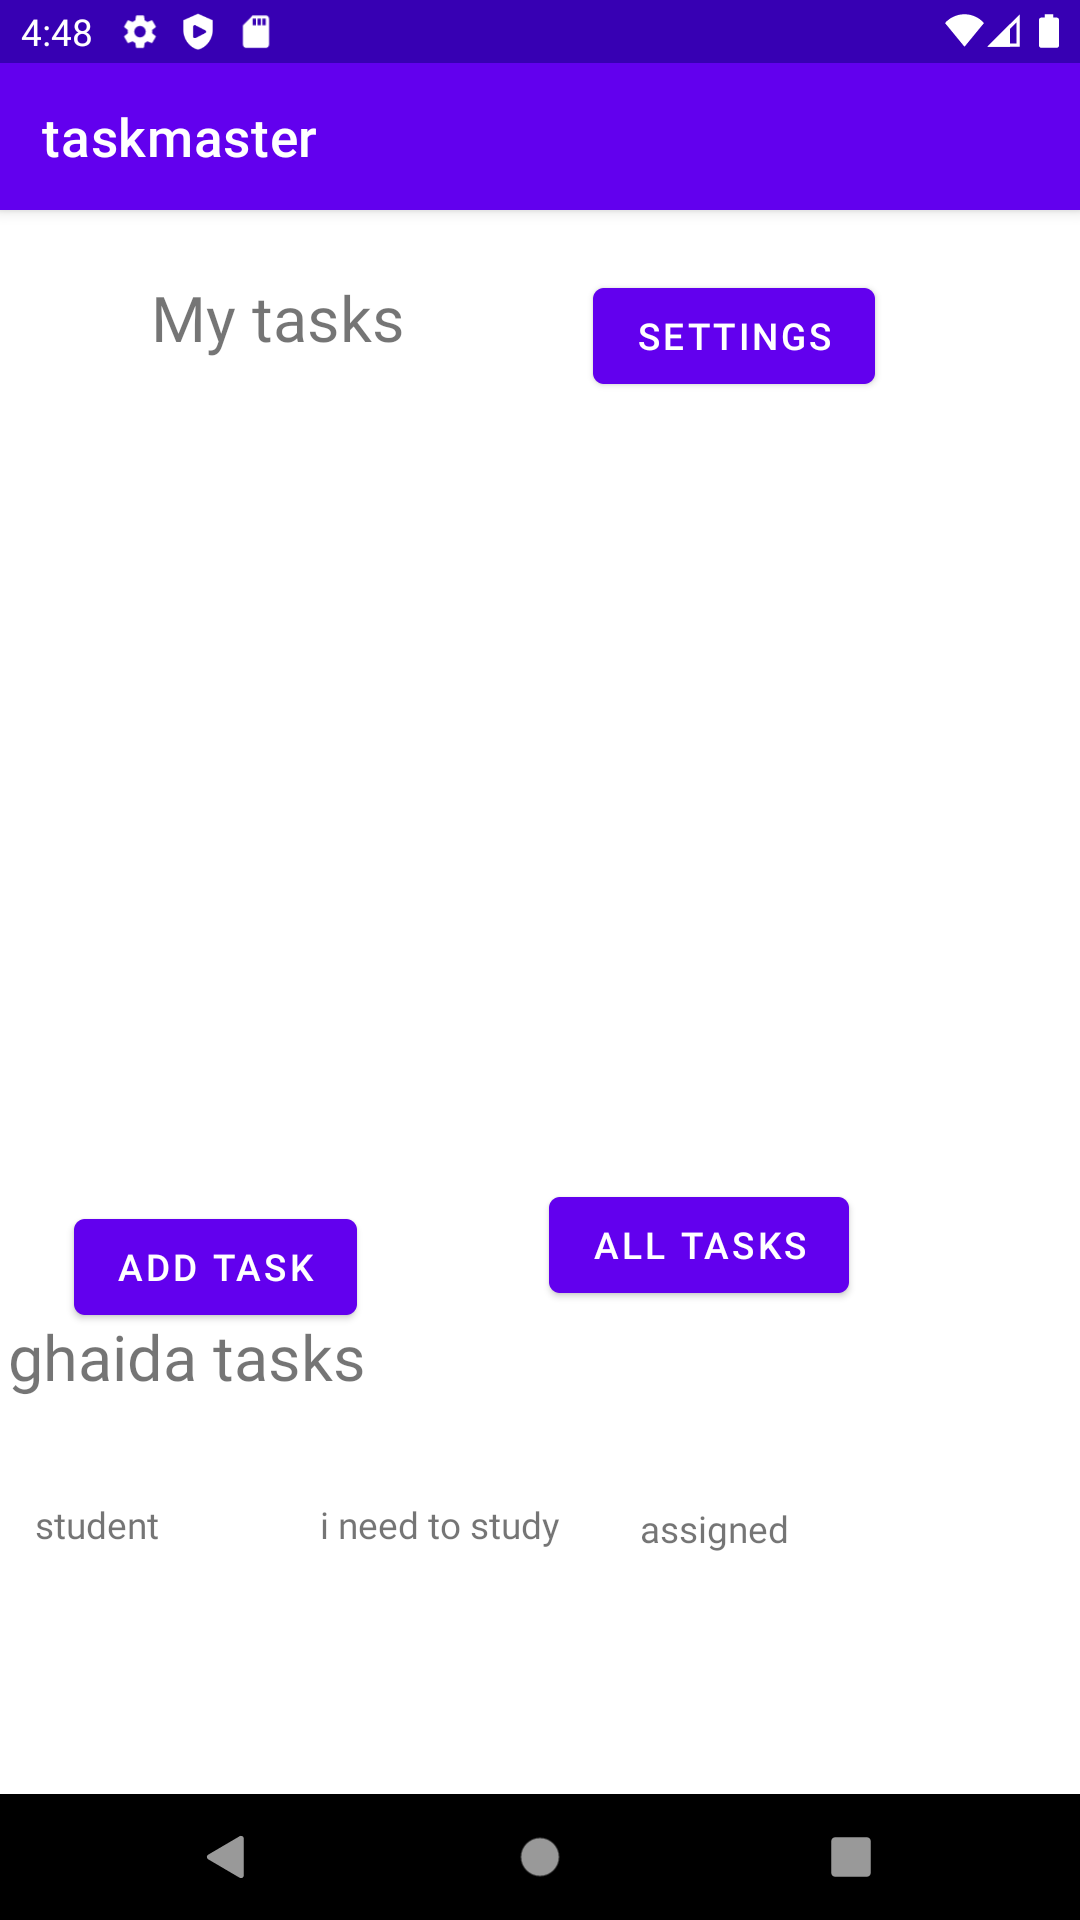 4:48
taskmaster
My tasks
SETTINGS
ALL TASKS
ADD TASK
ghaida tasks
student
i need to study
assigned